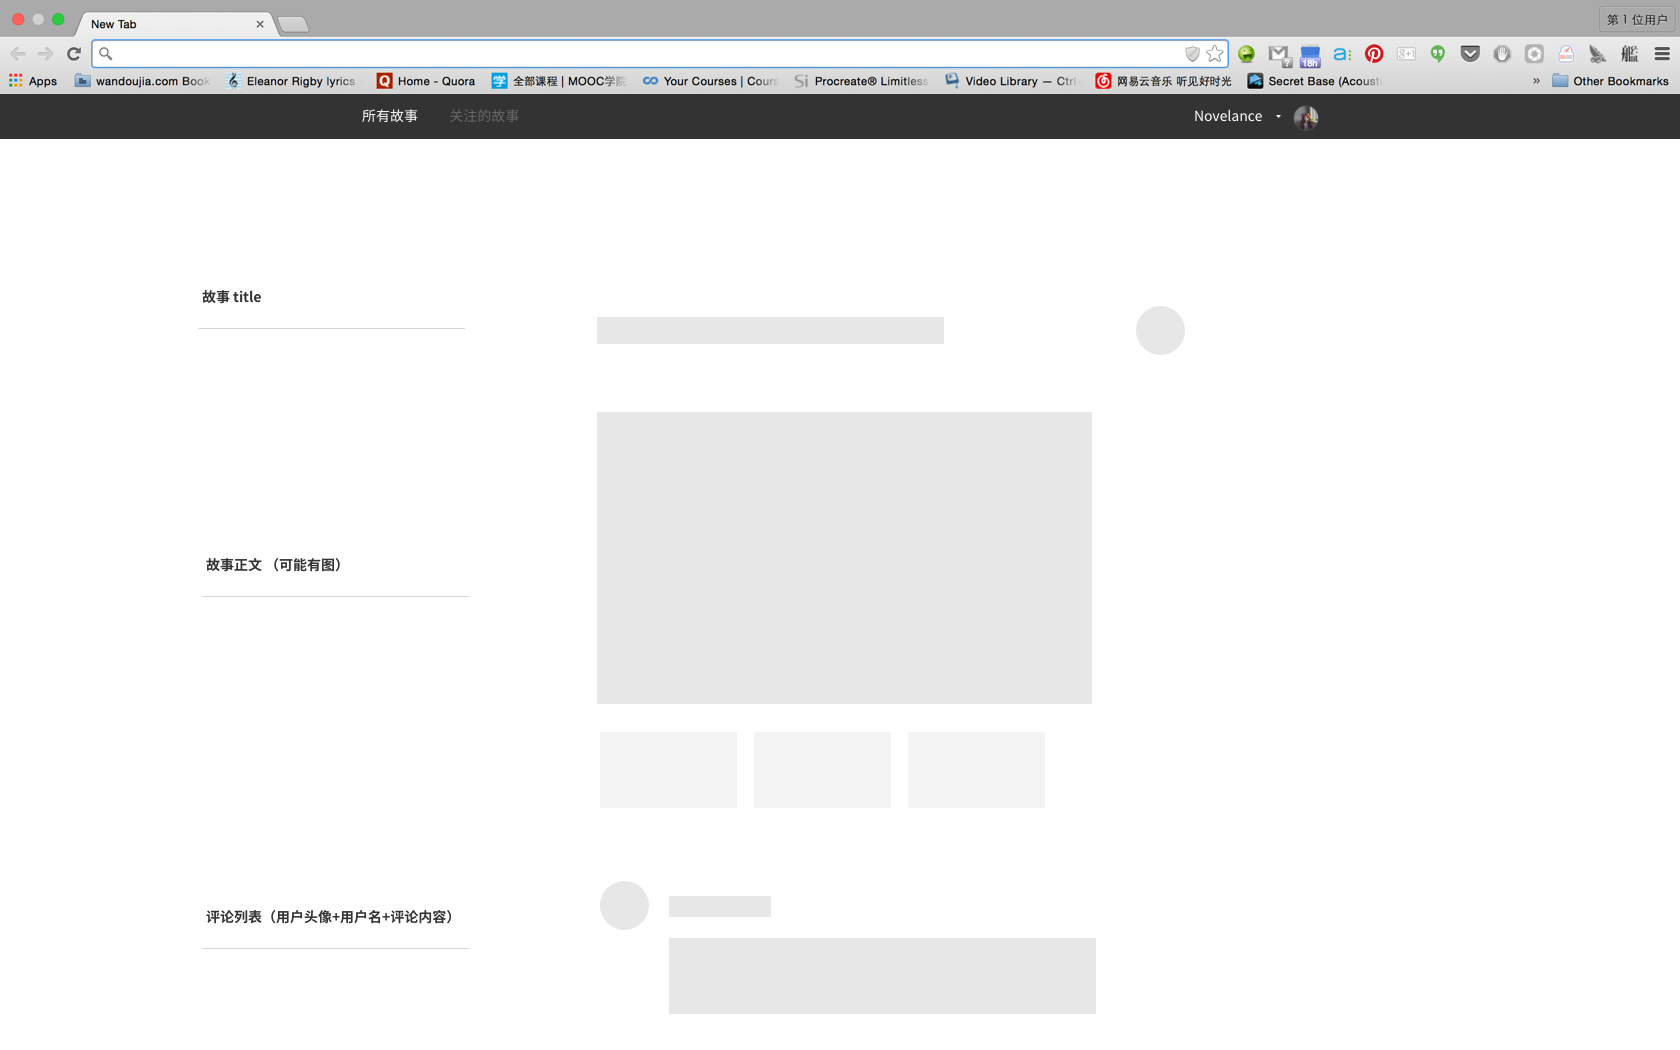 New Tab
第 1 位用户
Apps
wandoujia.com Book
Eleanor Rigby lyrics
Home - Quora
全部课程 | MOOC学院
Your Courses | Cours
Procreate® Limitless
Video Library — Ctrl
网易云音乐 听见好时光
Secret Base (Acousti
»
Other Bookmarks
18h
所有故事
关注的故事
Novelance
故事 title
故事正文 （可能有图）
评论列表（用户头像+用户名+评论内容）